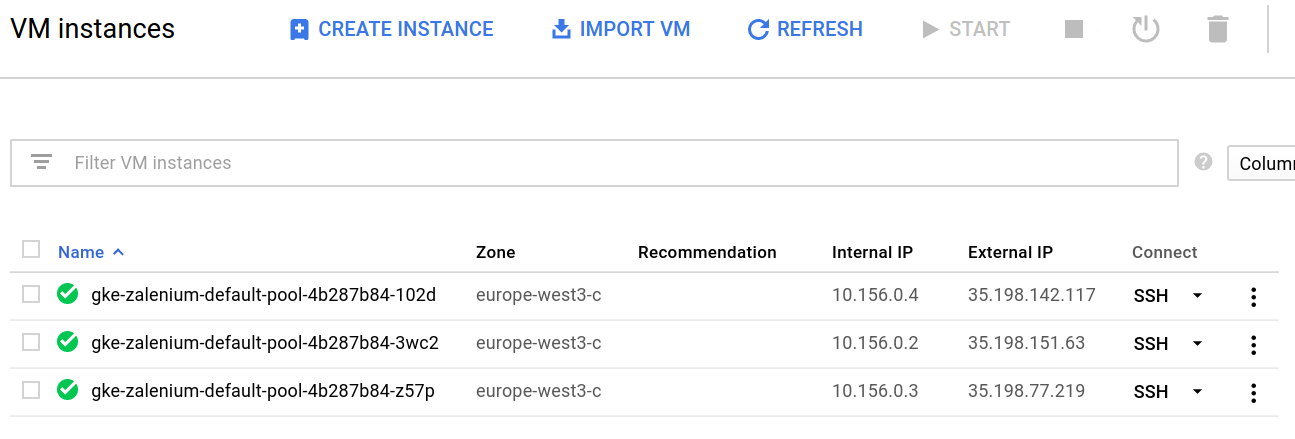 VM instances CREATE INSTANCE IMPORT VM REFRESH START
Filter VM instances ? Colum
Name Zone Recommendation Internal IP External IP Connect
gke-zalenium-default-pool-4b287b84-102d europe-west3-c 10.156.0.4 35.198.142.117 SSH
gke-zalenium-default-pool-4b287b84-3wc2 europe-west3-c 10.156.0.2 35.198.151.63 SSH
gke-zalenium-default-pool-4b287b84-z57p europe-west3-c 10.156.0.3 35.198.77.219 SSH